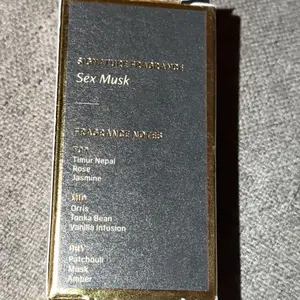 SIGNATURE FRAGRANCE
Sex Musk
FRAGRANCE NOTES
TOP
Timur Nepal
Rose
Jasmine
MID
Orris
Tonka Bean
Vanilla Infusion
DRY
Patchouli
Musk
Amber